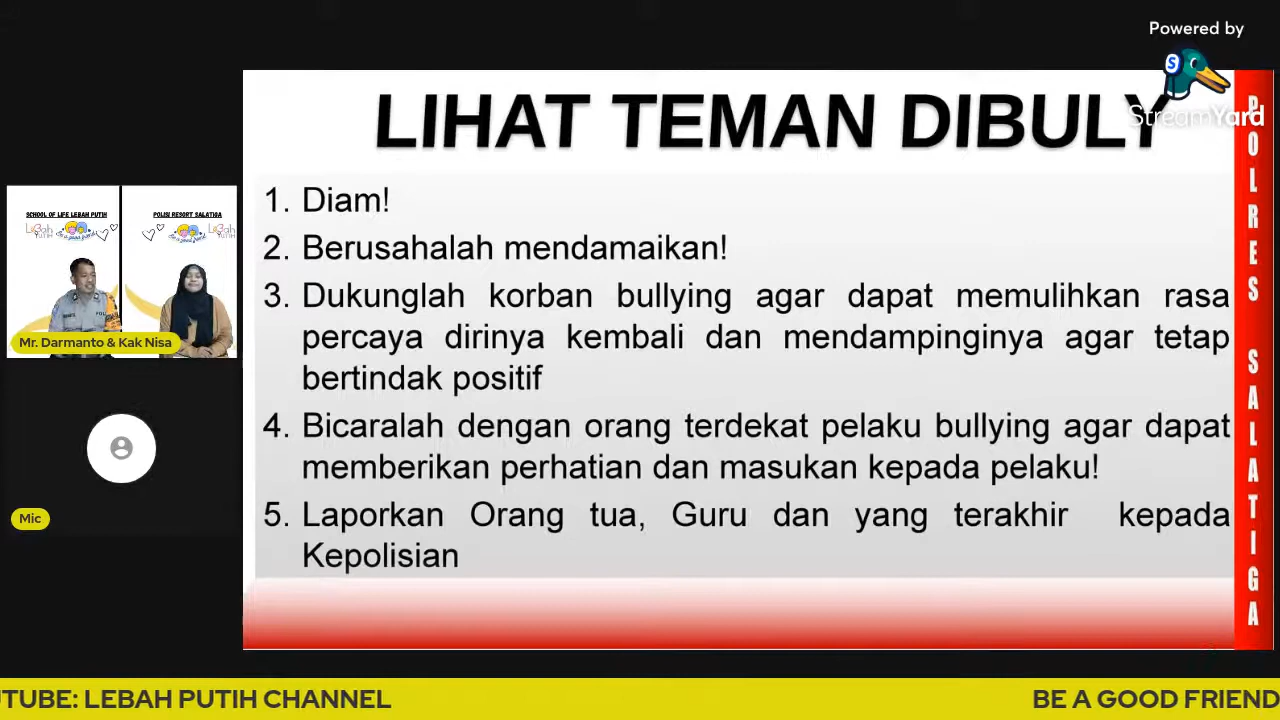 Powered by
StreamYard
LIHAT TEMAN DIBULY
1. Diam!
2. Berusahalah mendamaikan!
3. Dukunglah korban bullying agar dapat memulihkan rasa
percaya dirinya kembali dan mendampinginya agar tetap
bertindak positif
4. Bicaralah dengan orang terdekat pelaku bullying agar dapat
memberikan perhatian dan masukan kepada pelaku!
5. Laporkan Orang tua, Guru dan yang terakhir kepada
Kepolisian
POLRES SALATIGA
SCHOOL OF LIFE LEBAH PUTIH
POLISI RESORT SALATIGA
Mr. Darmanto & Kak Nisa
Mic
UTUBE: LEBAH PUTIH CHANNEL
BE A GOOD FRIEND